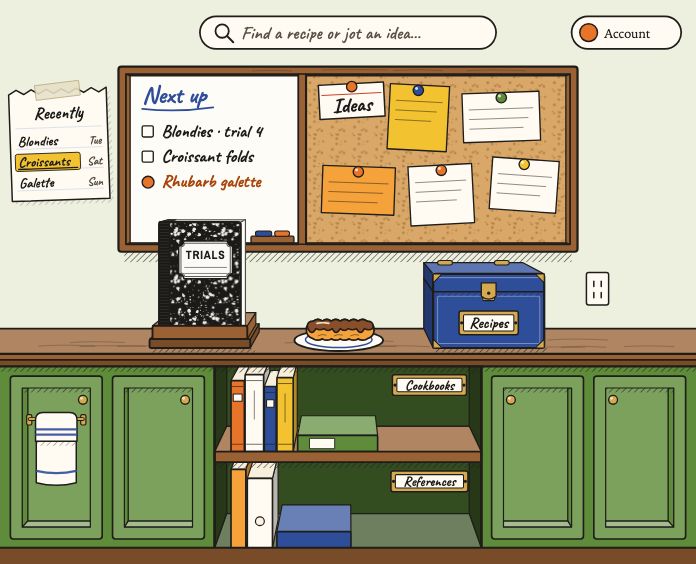 Find a recipe or jot an idea...
Account
Recently
Blondies Tue
Croissants Sat
Galette Sun
Next up
Blondies · trial 4
Croissant folds
Rhubarb galette
Ideas
TRIALS
Recipes
Cookbooks
References